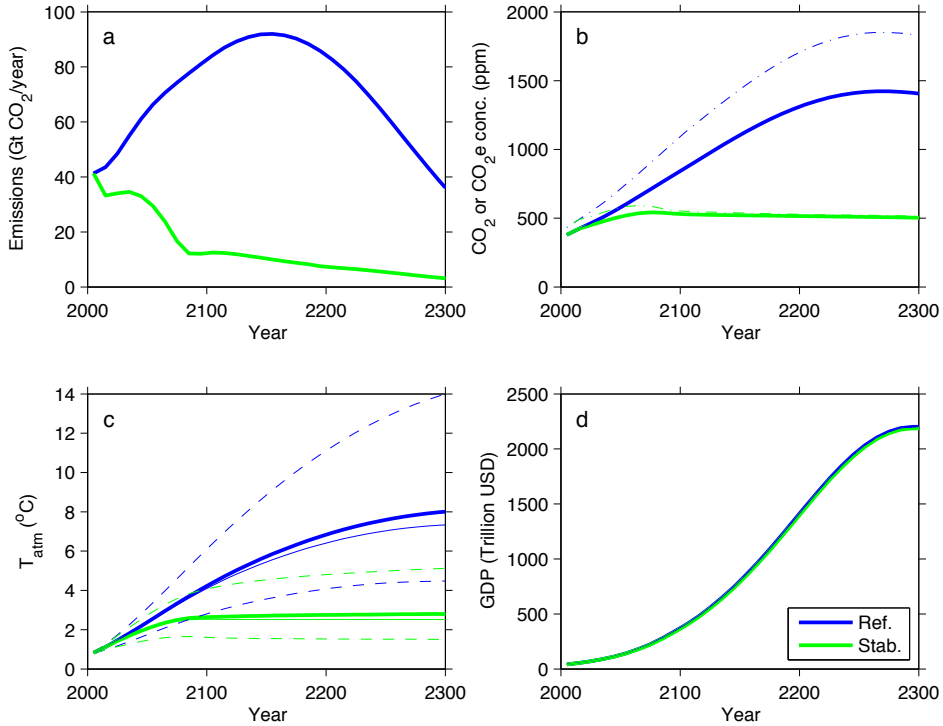 a
Emissions (Gt CO2/year)
100
80
60
40
20
0
2000 2100 2200 2300
Year
b
CO2 or CO2e conc. (ppm)
2000
1500
1000
500
0
2000 2100 2200 2300
Year
c
Tatm (oC)
14
12
10
8
6
4
2
0
2000 2100 2200 2300
Year
d
GDP (Trillion USD)
2500
2000
1500
1000
500
0
2000 2100 2200 2300
Year
Ref.
Stab.